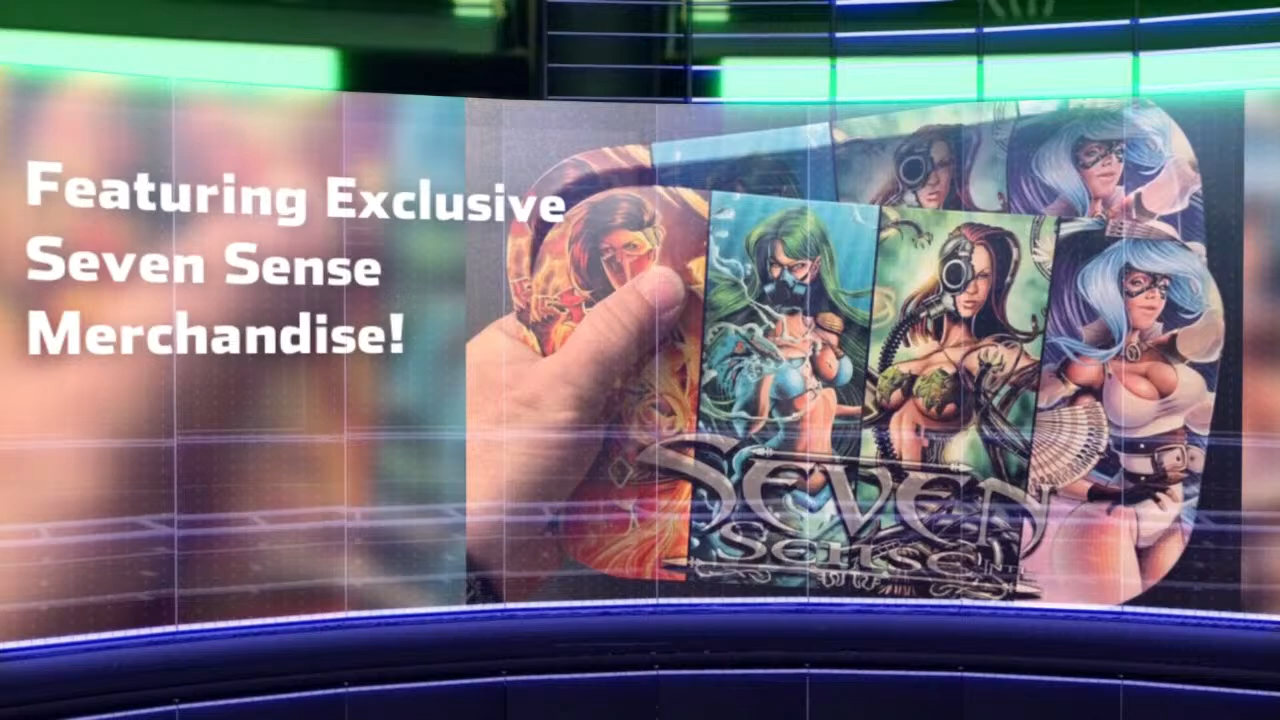 Featuring Exclusive
Seven Sense
Merchandise!
SEVEN
SENSE